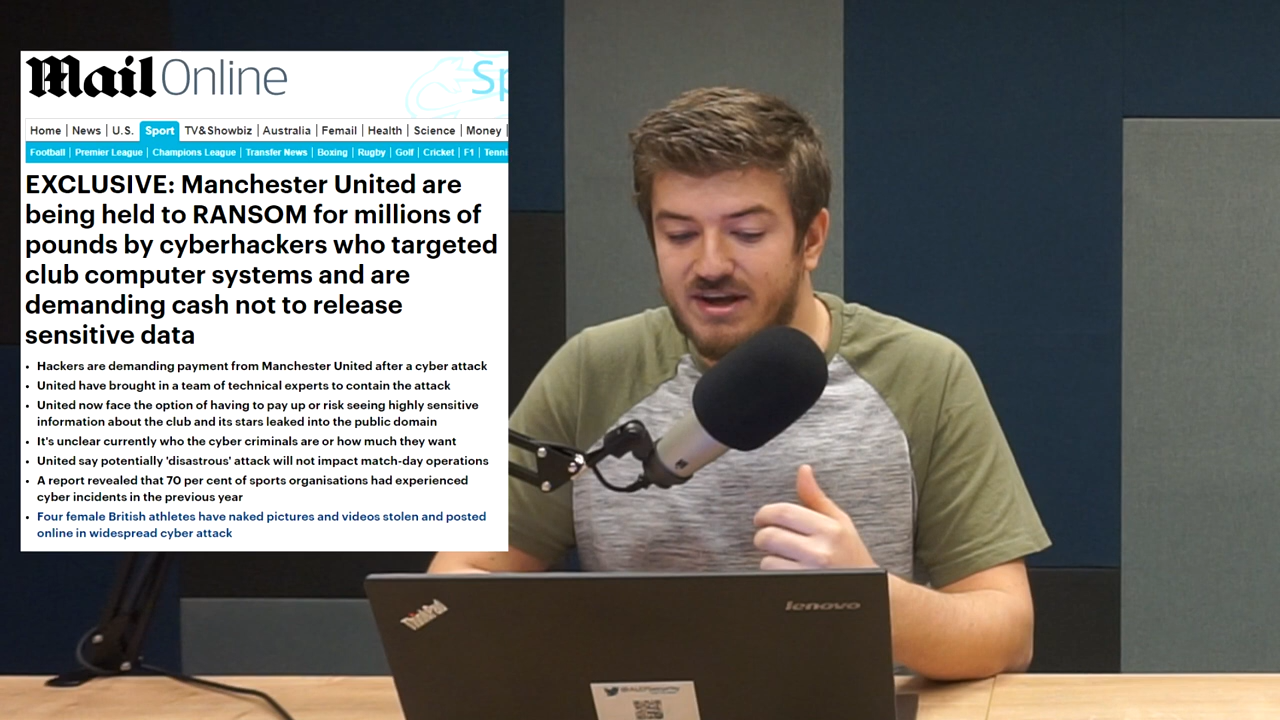 Mail Online
Sp
Home | News | U.S. | Sport | TV&Showbiz | Australia | Femail | Health | Science | Money |
Football | Premier League | Champions League | Transfer News | Boxing | Rugby | Golf | Cricket | F1 | Tenni
EXCLUSIVE: Manchester United are
being held to RANSOM for millions of
pounds by cyberhackers who targeted
club computer systems and are
demanding cash not to release
sensitive data
• Hackers are demanding payment from Manchester United after a cyber attack
• United have brought in a team of technical experts to contain the attack
• United now face the option of having to pay up or risk seeing highly sensitive
information about the club and its stars leaked into the public domain
• It's unclear currently who the cyber criminals are or how much they want
• United say potentially 'disastrous' attack will not impact match-day operations
• A report revealed that 70 per cent of sports organisations had experienced
cyber incidents in the previous year
• Four female British athletes have naked pictures and videos stolen and posted
online in widespread cyber attack
ThinkPad
lenovo